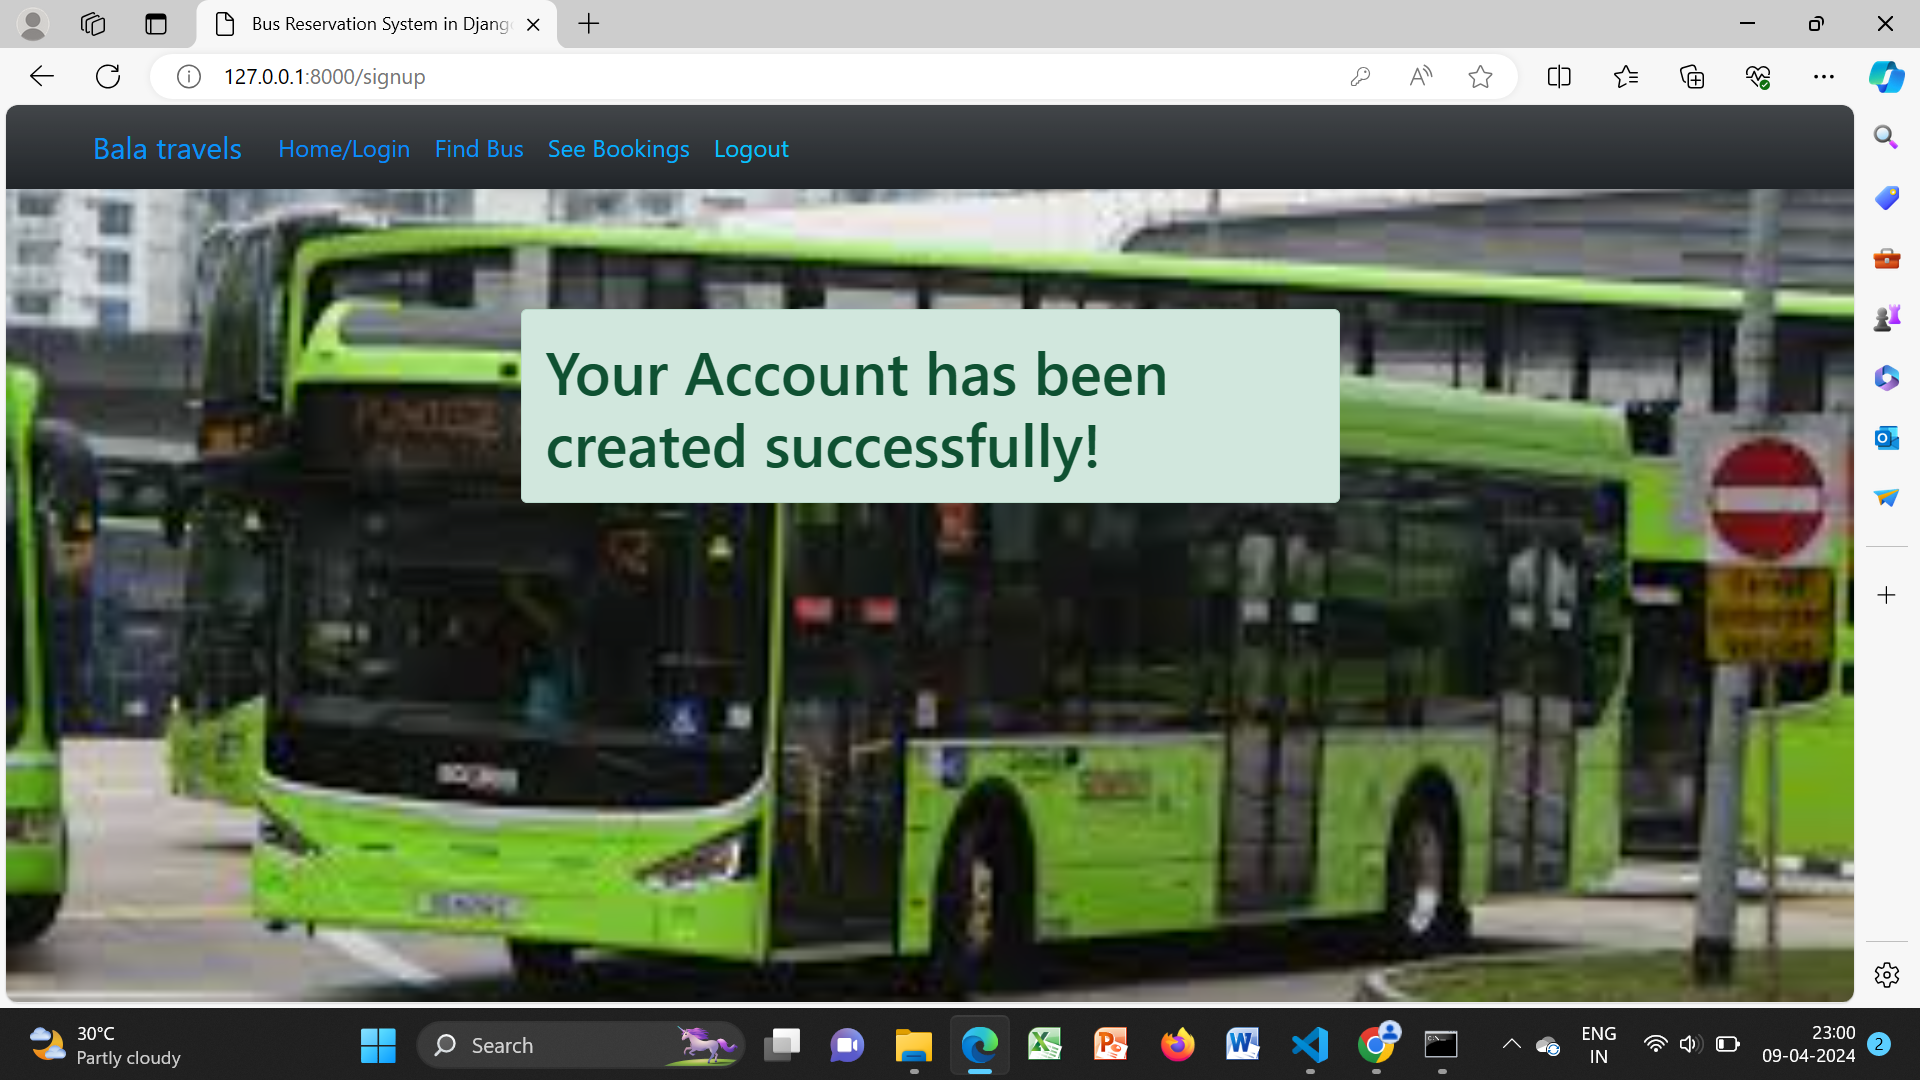 Bus Reservation System in Djang
127.0.0.1:8000/signup
Bala travels Home/Login Find Bus See Bookings Logout
Your Account has been
created successfully!
30°C
Partly cloudy
Search
ENG
IN
23:00
09-04-2024
2